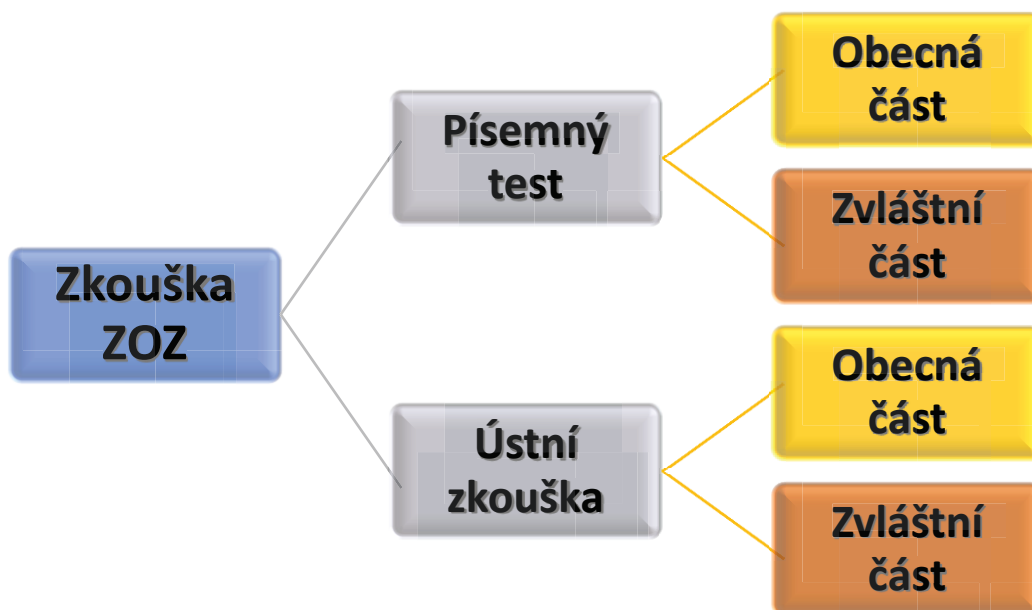 Zkouška
ZOZ
Písemný
test
Obecná
část
Zvláštní
část
Ústní
zkouška
Obecná
část
Zvláštní
část